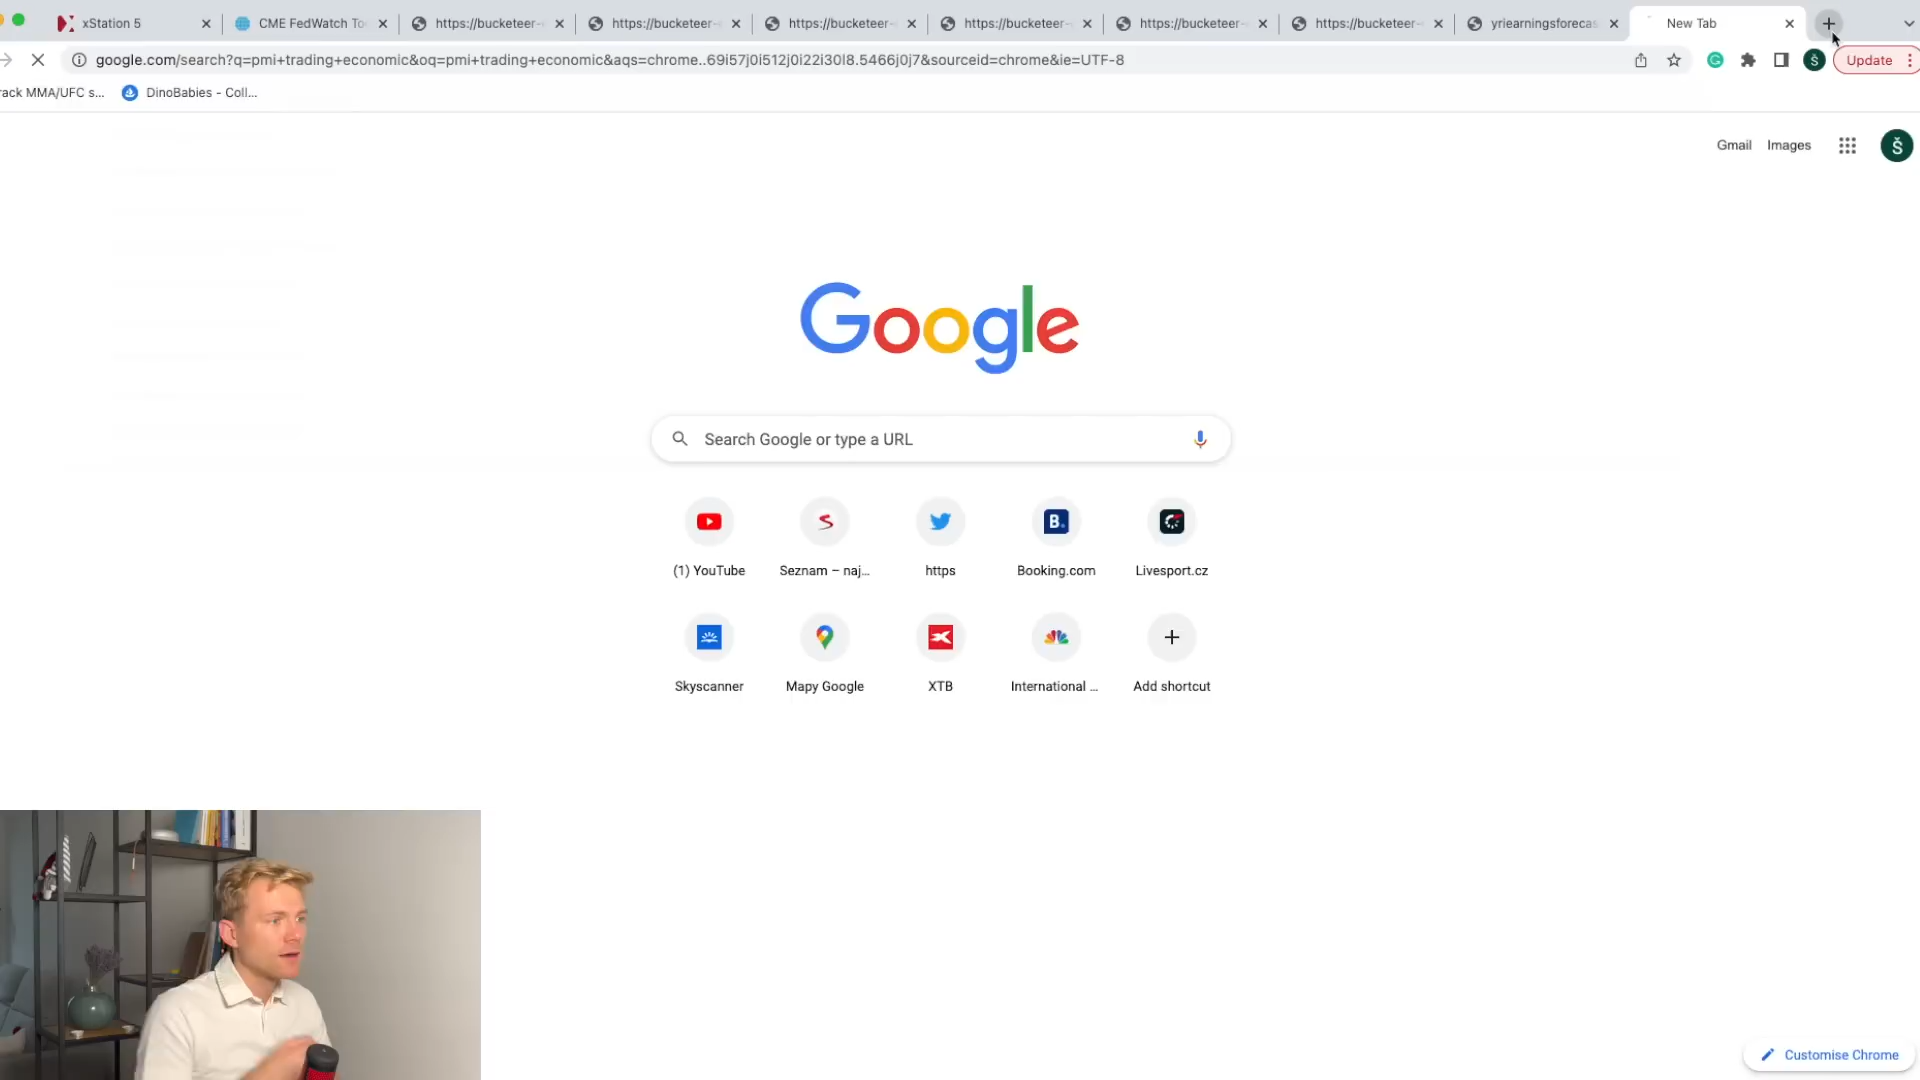 xStation 5
CME FedWatch To
https://bucketeer-
https://bucketeer-
https://bucketeer-
https://bucketeer-
https://bucketeer-
https://bucketeer-
yriearningsforecas
New Tab
google.com/search?q=pmi+trading+economic&oq=pmi+trading+economic&aqs=chrome..69i57j0i512j0i22i30l8.5466j0j7&sourceid=chrome&ie=UTF-8
Š
Update
rack MMA/UFC s...
DinoBabies - Coll...
Gmail
Images
Š
Google
Search Google or type a URL
B.
(1) YouTube
Seznam – naj...
https
Booking.com
Livesport.cz
Skyscanner
Mapy Google
XTB
International ...
Add shortcut
Customise Chrome